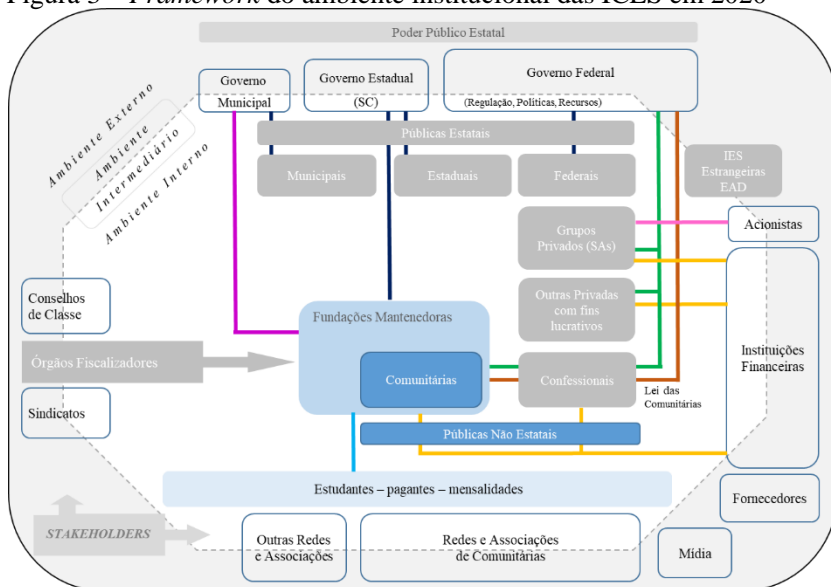 Figura 3 – Framework do ambiente institucional das ICES em 2020
Poder Público Estatal
Governo
Municipal
Governo Estadual
(SC)
Governo Federal
(Regulação, Políticas, Recursos)
Ambiente Externo
Ambiente
Intermediário
Ambiente Interno
Públicas Estatais
Municipais
Estaduais
Federais
IES
Estrangeiras
EAD
Grupos
Privados (SAs)
Acionistas
Conselhos
de Classe
Fundações Mantenedoras
Outras Privadas
com fins
lucrativos
Instituições
Financeiras
Órgãos Fiscalizadores
Comunitárias
Confessionais
Lei das
Comunitárias
Sindicatos
Públicas Não Estatais
Estudantes – pagantes – mensalidades
Fornecedores
STAKEHOLDERS
Outras Redes
e Associações
Redes e Associações
de Comunitárias
Mídia